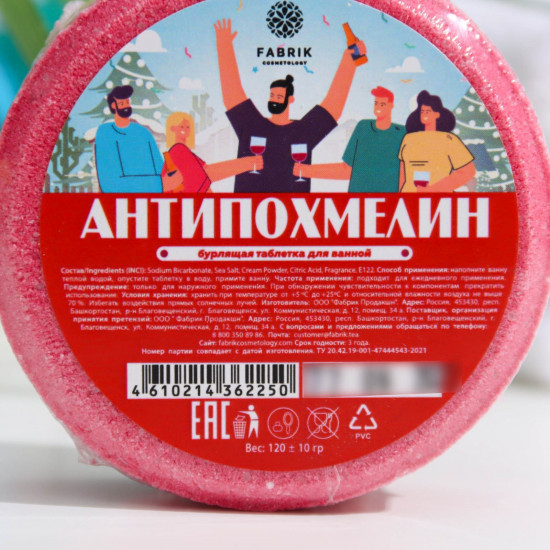 FABRIK
COSMETOLOGY
АНТИПОХМЕЛИН
бурлящая таблетка для ванной
Состав/Ingredients (INCI): Sodium Bicarbonate, Sea Salt, Cream Powder, Citric Acid, Fragrance, E122. Способ применения: наполните ванну
теплой водой, опустите таблетку в воду, примите ванну. Частота применения: подходит для ежедневного применения.
Предупреждение: только для наружного применения. При обнаружении чувствительности к компонентам прекратить
использование. Условия хранения: хранить при температуре от +5 °С до +25°С и относительной влажности воздуха не выше
70 %. Избегать воздействия прямых солнечных лучей. Изготовитель: ООО "Фабрик Продакшн" Адрес: Россия, 453430, респ.
Башкортостан, р-н Благовещенский, г. Благовещенск, ул. Коммунистическая, д. 12, помещ. 34 а. Поставщик, организация
принятия претензий: ООО "Фабрик Продакшн" Адрес: Россия, 453430, респ. Башкортостан, р-н Благовещенский, г.
Благовещенск, ул. Коммунистическая, д. 12, помещ. 34 а. С вопросами и предложениями обращаться по телефону:
8 800 350 89 86. Почта: customer@fabrik.tea
Сайт: fabrikcosmetology.com. Срок годности: 3 года.
Номер партии совпадает с датой изготовления. ТУ 20.42.19-001-47444543-2021
4 610214 362250
EAC
PVC
Вес: 120 ± 10 гр